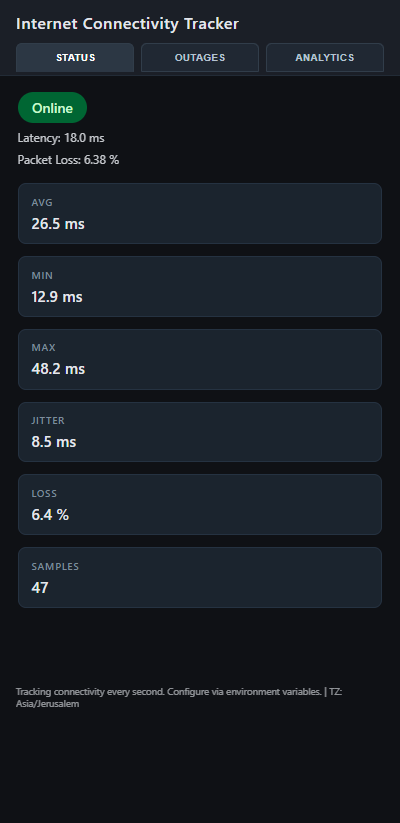 Internet Connectivity Tracker
STATUS
OUTAGES
ANALYTICS
Online
Latency: 18.0 ms
Packet Loss: 6.38 %
AVG
26.5 ms
MIN
12.9 ms
MAX
48.2 ms
JITTER
8.5 ms
LOSS
6.4 %
SAMPLES
47
Tracking connectivity every second. Configure via environment variables. | TZ:
Asia/Jerusalem